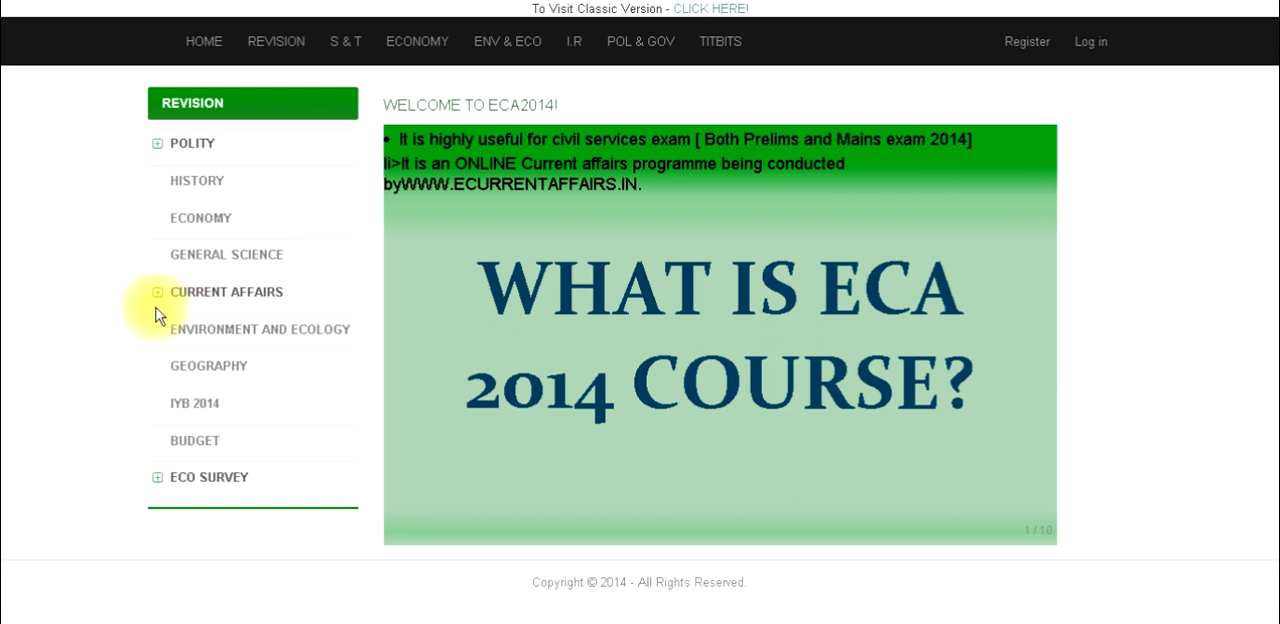 To Visit Classic Version - CLICK HERE!
HOME REVISION S & T ECONOMY ENV & ECO I.R POL & GOV TITBITS Register Log in
REVISION
POLITY
HISTORY
ECONOMY
GENERAL SCIENCE
CURRENT AFFAIRS
ENVIRONMENT AND ECOLOGY
GEOGRAPHY
IYB 2014
BUDGET
ECO SURVEY
WELCOME TO ECA2014!
• It is highly useful for civil services exam [ Both Prelims and Mains exam 2014]
li>It is an ONLINE Current affairs programme being conducted
byWWW.ECURRENTAFFAIRS.IN.
WHAT IS ECA
2014 COURSE?
1 / 10
Copyright © 2014 - All Rights Reserved.